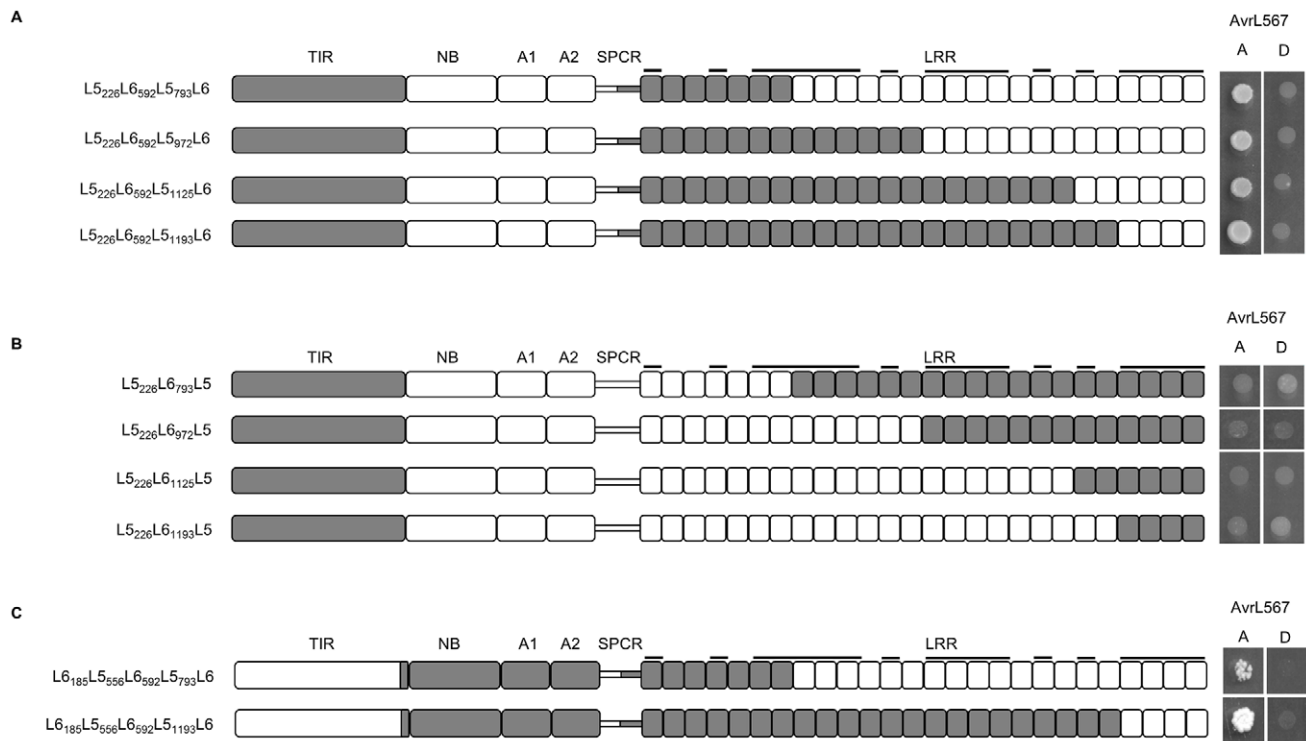 A
AvrL567
TIR NB A1 A2 SPCR LRR A D
L5226L6592L5793L6
L5226L6592L5972L6
L5226L6592L51125L6
L5226L6592L51193L6
B
AvrL567
TIR NB A1 A2 SPCR LRR A D
L5226L6793L5
L5226L6972L5
L5226L61125L5
L5226L61193L5
C
AvrL567
TIR NB A1 A2 SPCR LRR A D
L6185L5556L6592L5793L6
L6185L5556L6592L51193L6